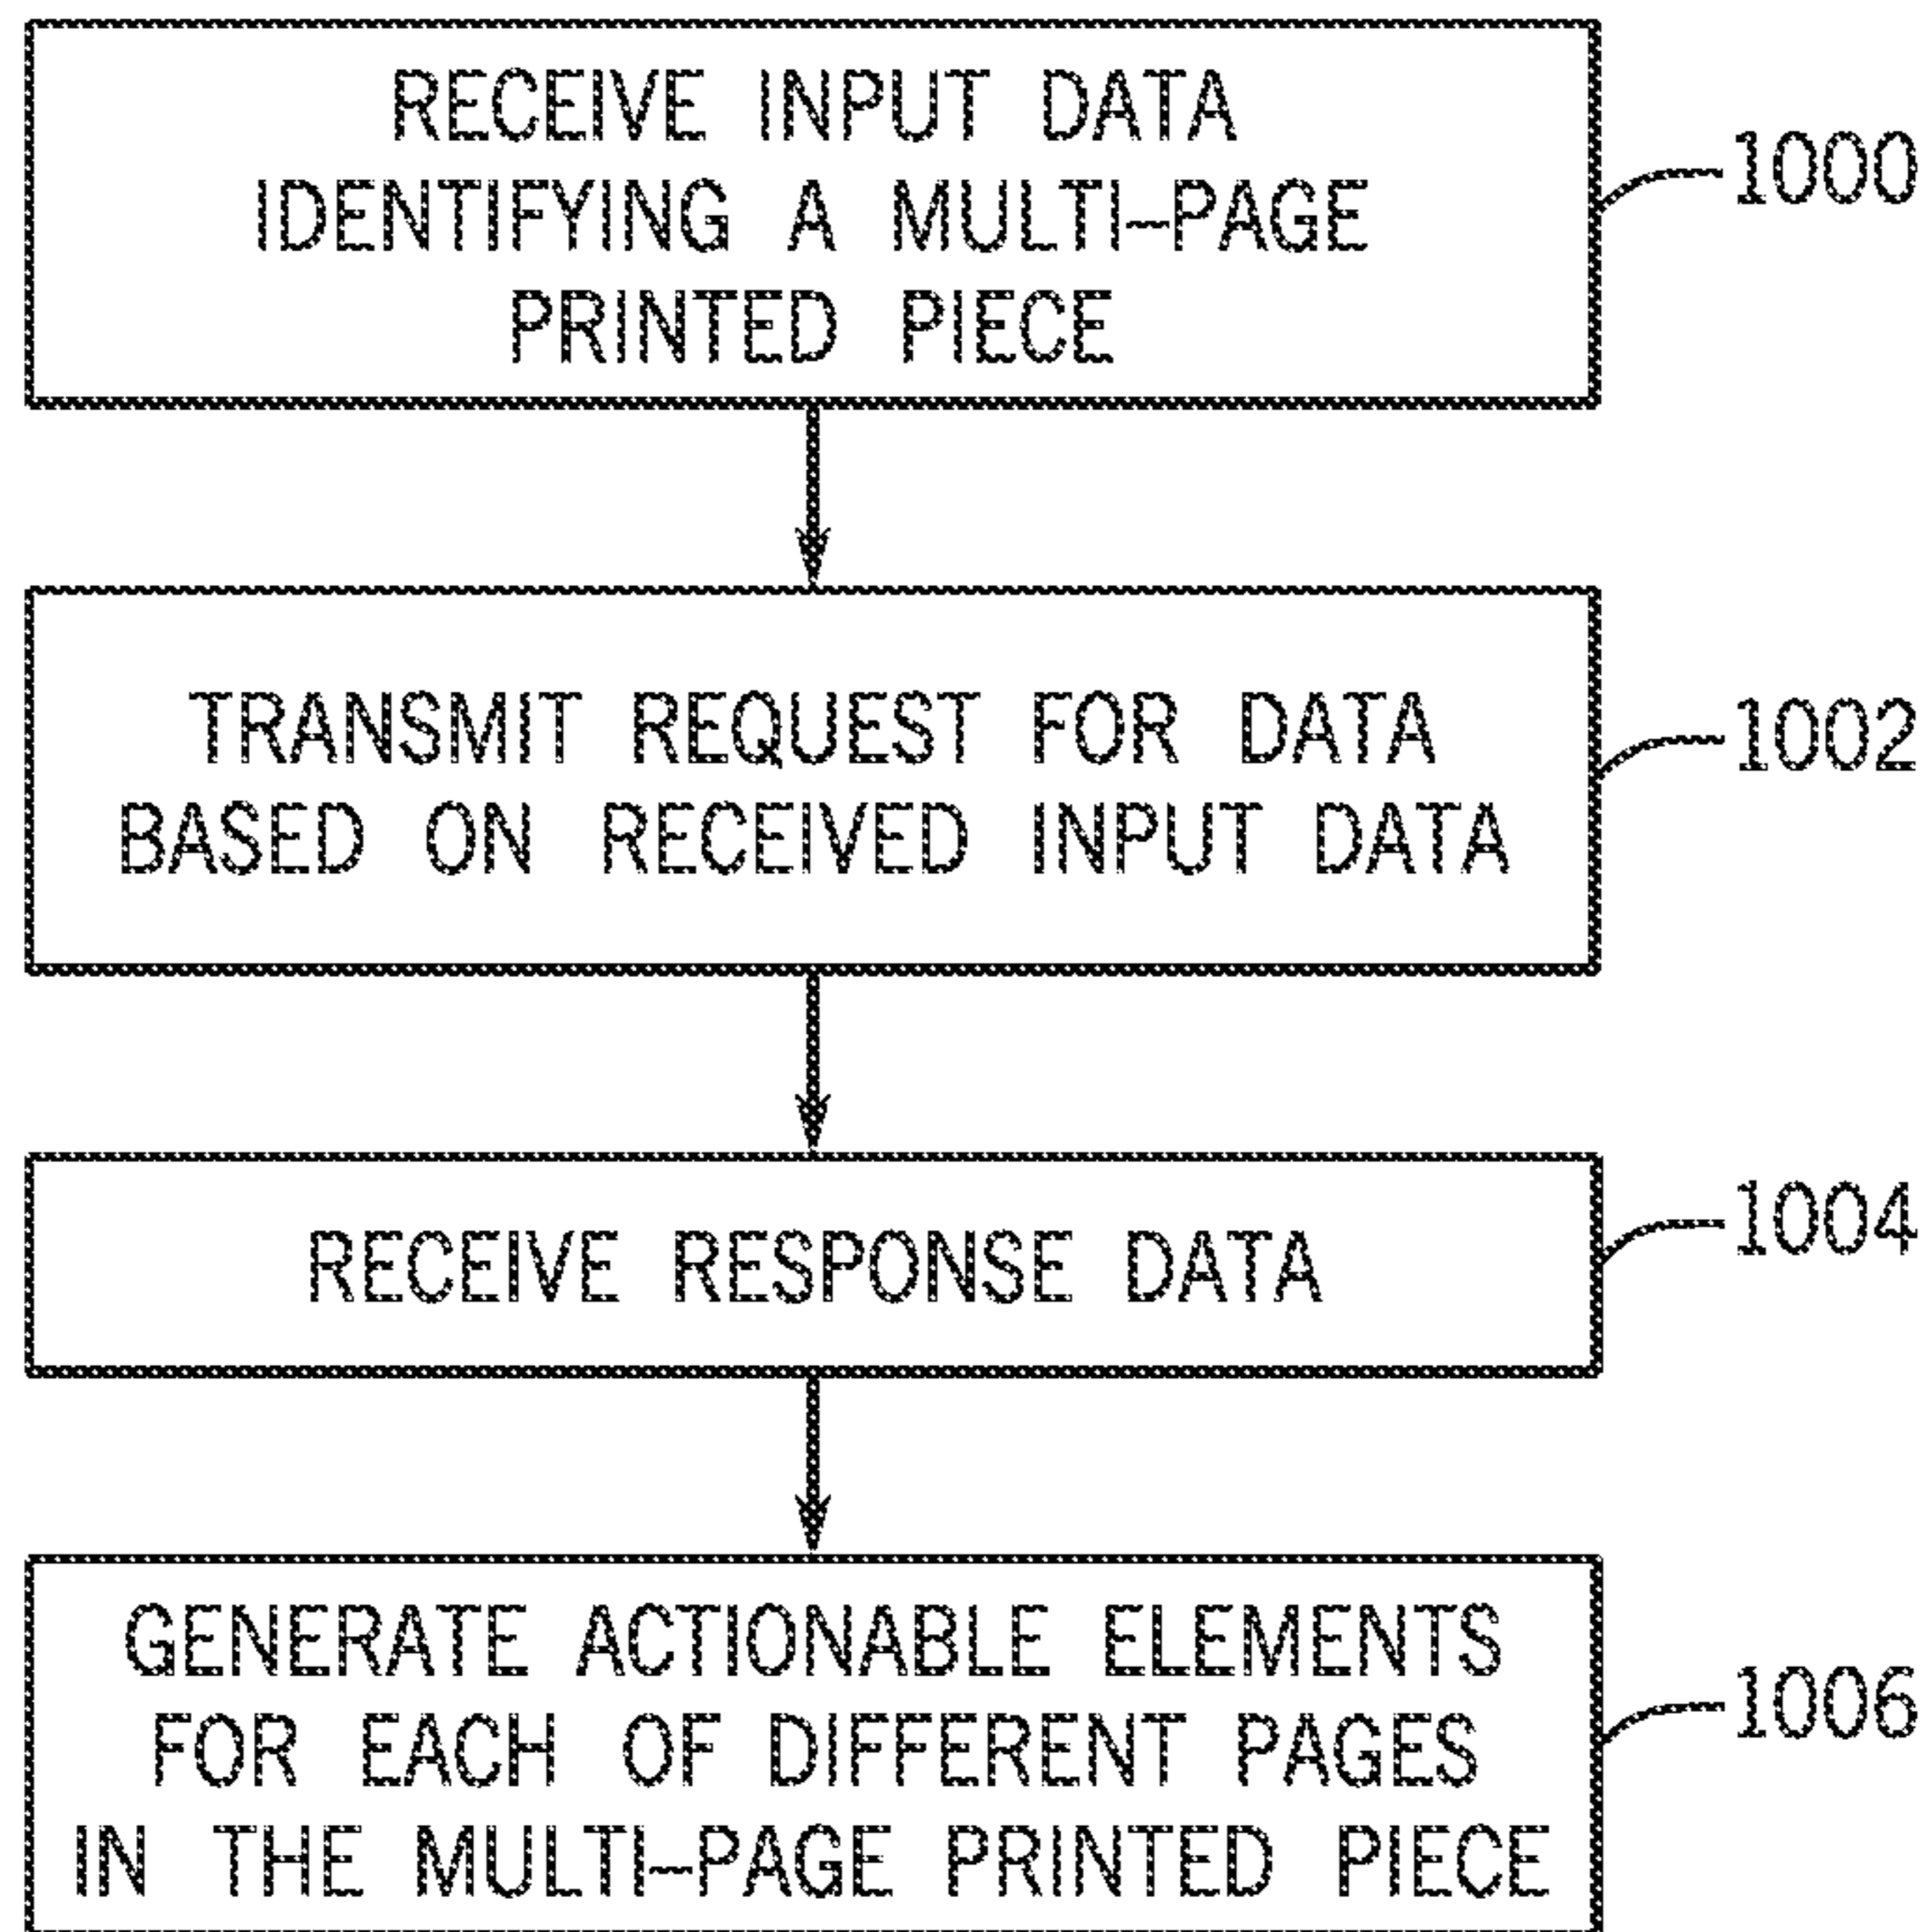 RECEIVE INPUT DATA
IDENTIFYING A MULTI-PAGE
PRINTED PIECE
1000
TRANSMIT REQUEST FOR DATA
BASED ON RECEIVED INPUT DATA
1002
RECEIVE RESPONSE DATA
1004
GENERATE ACTIONABLE ELEMENTS
FOR EACH OF DIFFERENT PAGES
IN THE MULTI-PAGE PRINTED PIECE
1006